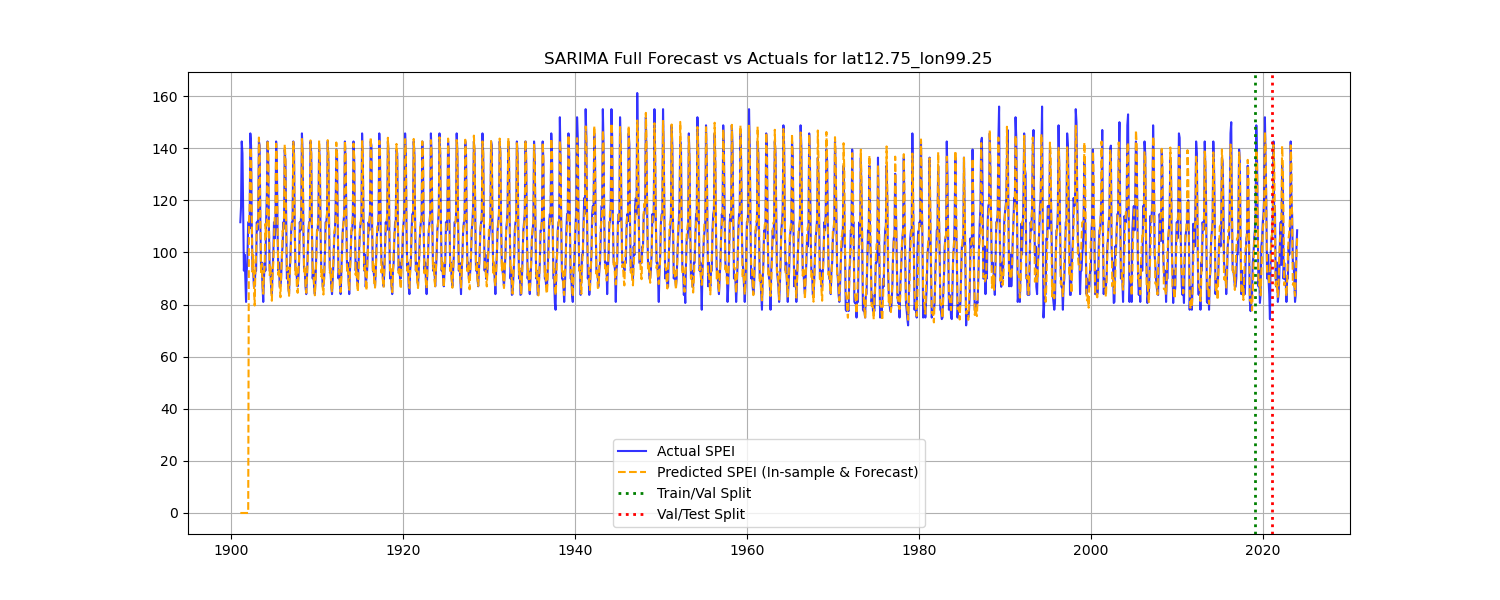 SARIMA Full Forecast vs Actuals for lat12.75_lon99.25
160
140
120
100
80
60
40
20
0
Actual SPEI
Predicted SPEI (In-sample & Forecast)
Train/Val Split
Val/Test Split
1900 1920 1940 1960 1980 2000 2020